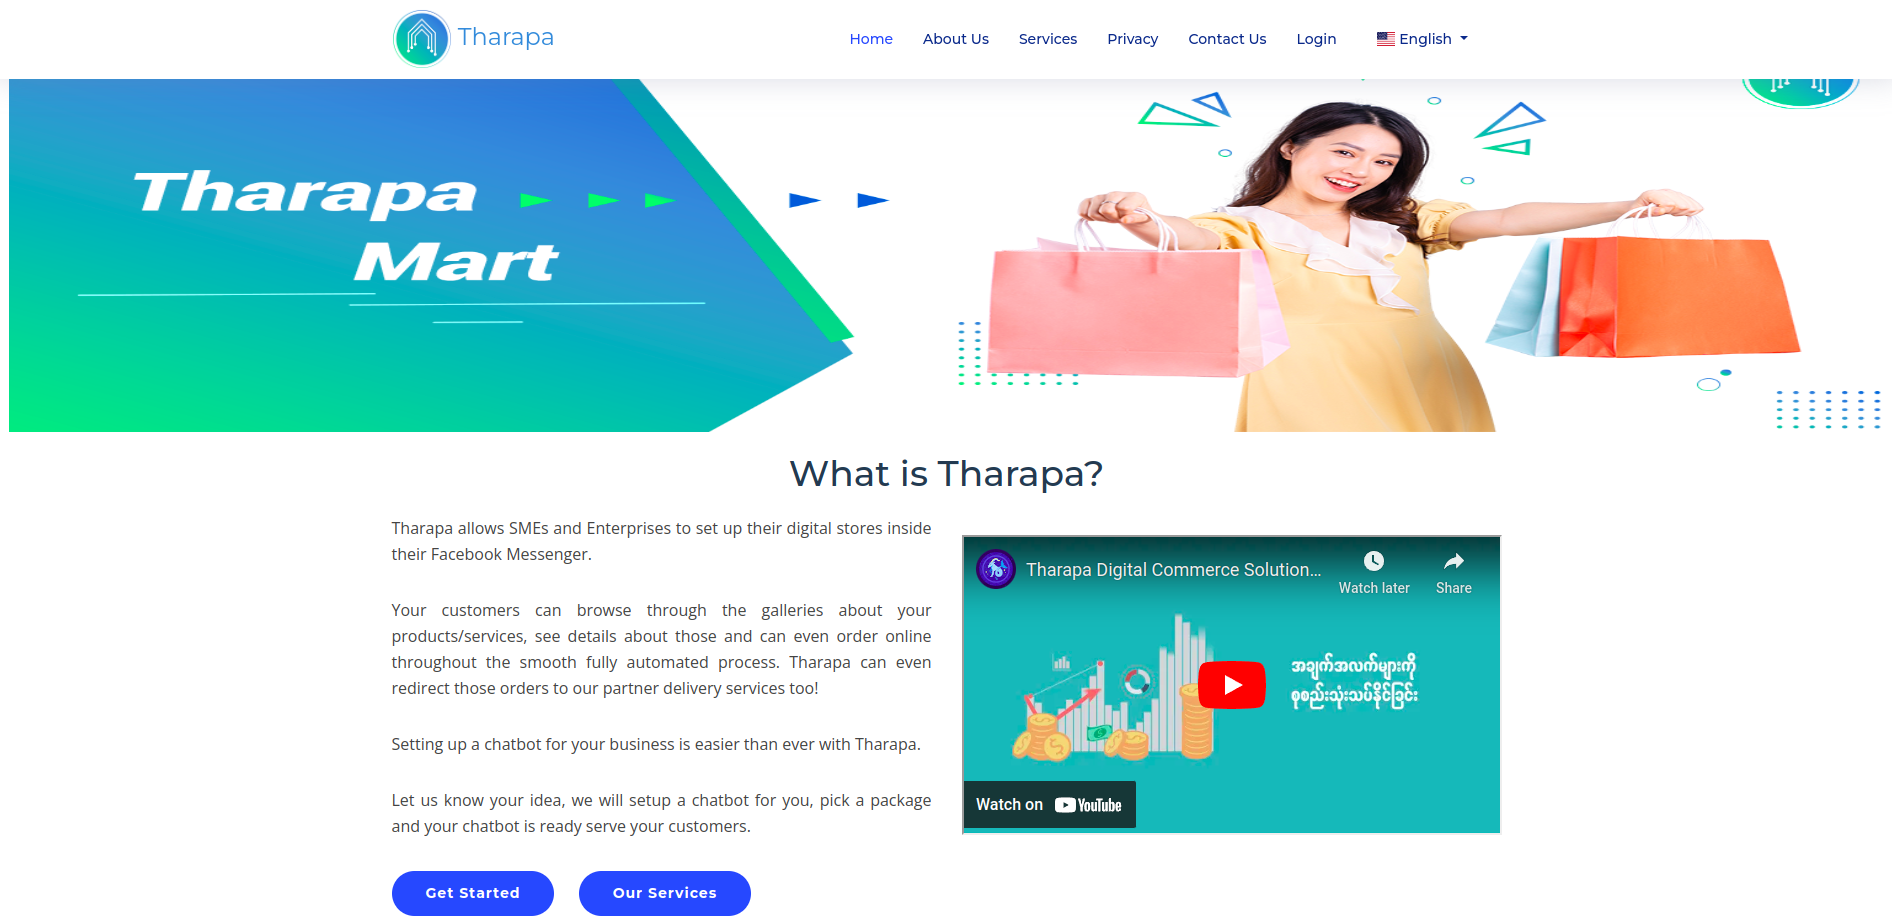 Tharapa
Home
About Us
Services
Privacy
Contact Us
Login
English
Tharapa
Mart
What is Tharapa?
Tharapa allows SMEs and Enterprises to set up their digital stores inside
their Facebook Messenger.
Your customers can browse through the galleries about your
products/services, see details about those and can even order online
throughout the smooth fully automated process. Tharapa can even
redirect those orders to our partner delivery services too!
Setting up a chatbot for your business is easier than ever with Tharapa.
Let us know your idea, we will setup a chatbot for you, pick a package
and your chatbot is ready serve your customers.
Get Started
Our Services
Tharapa Digital Commerce Solution...
Watch later
Share
အချက်အလက်များကို
စုစည်းသုံးသပ်နိုင်ခြင်း
Watch on YouTube